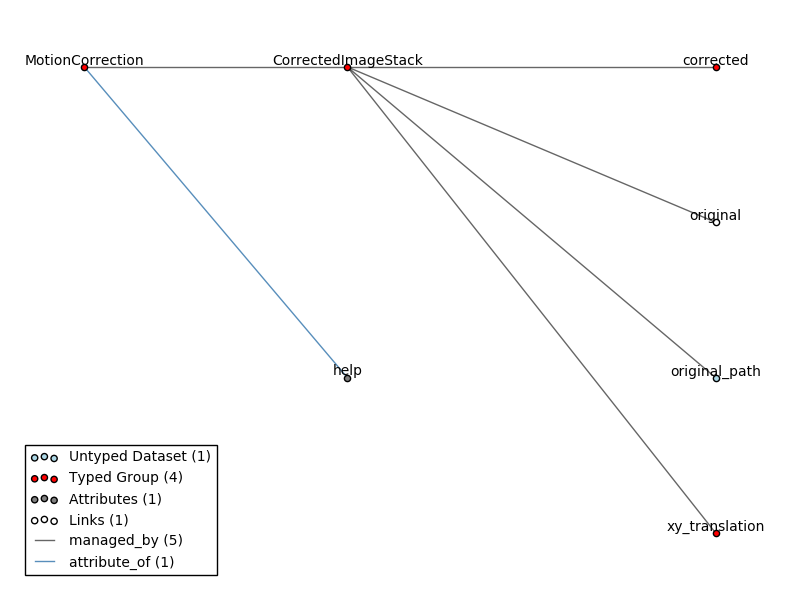 MotionCorrection
CorrectedImageStack
corrected
original
help
original_path
xy_translation
Untyped Dataset (1)
Typed Group (4)
Attributes (1)
Links (1)
managed_by (5)
attribute_of (1)